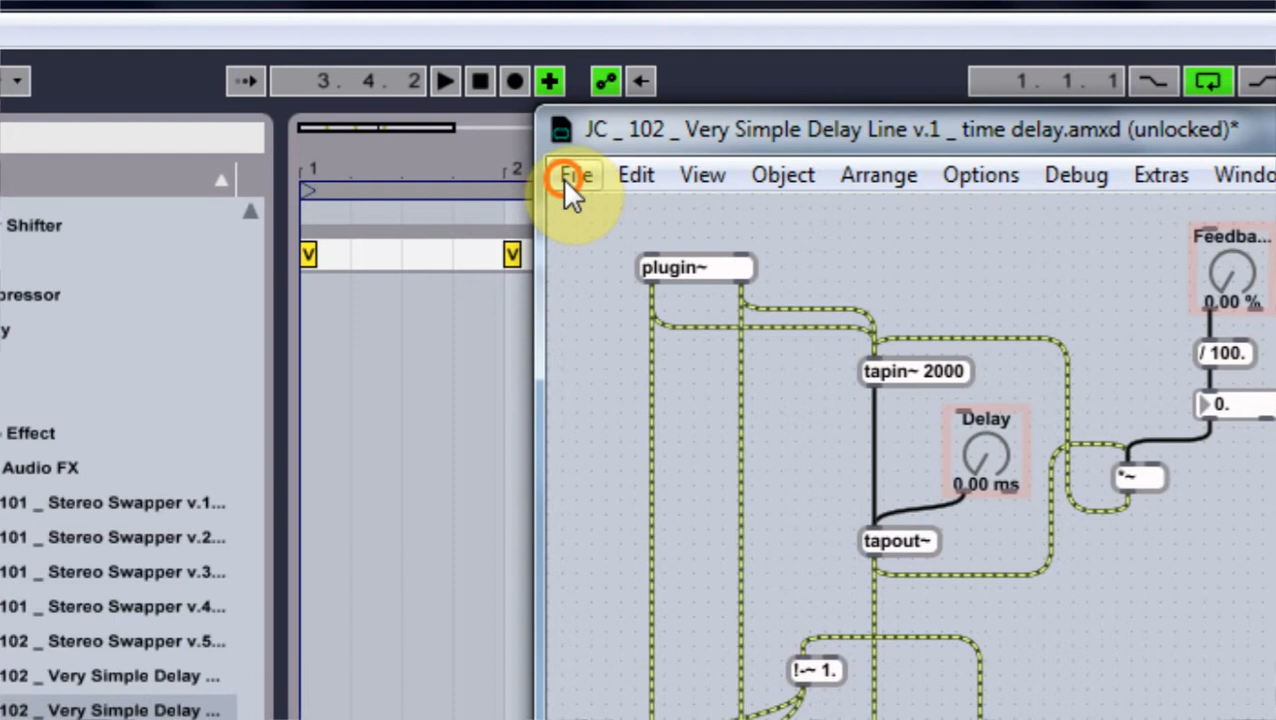 3. 4. 2
1. 1. 1
JC _ 102 _ Very Simple Delay Line v.1 _ time delay.amxd (unlocked)*
File Edit View Object Arrange Options Debug Extras Windo
1
2
V
V
Shifter
pressor
y
Effect
Audio FX
101 _ Stereo Swapper v.1...
101 _ Stereo Swapper v.2...
101 _ Stereo Swapper v.3...
101 _ Stereo Swapper v.4...
102 _ Stereo Swapper v.5...
102 _ Very Simple Delay ...
102 _ Very Simple Delay ...
plugin~
Feedba...
0.00 %
/ 100.
0.
tapin~ 2000
Delay
0.00 ms
*~
tapout~
!-~ 1.